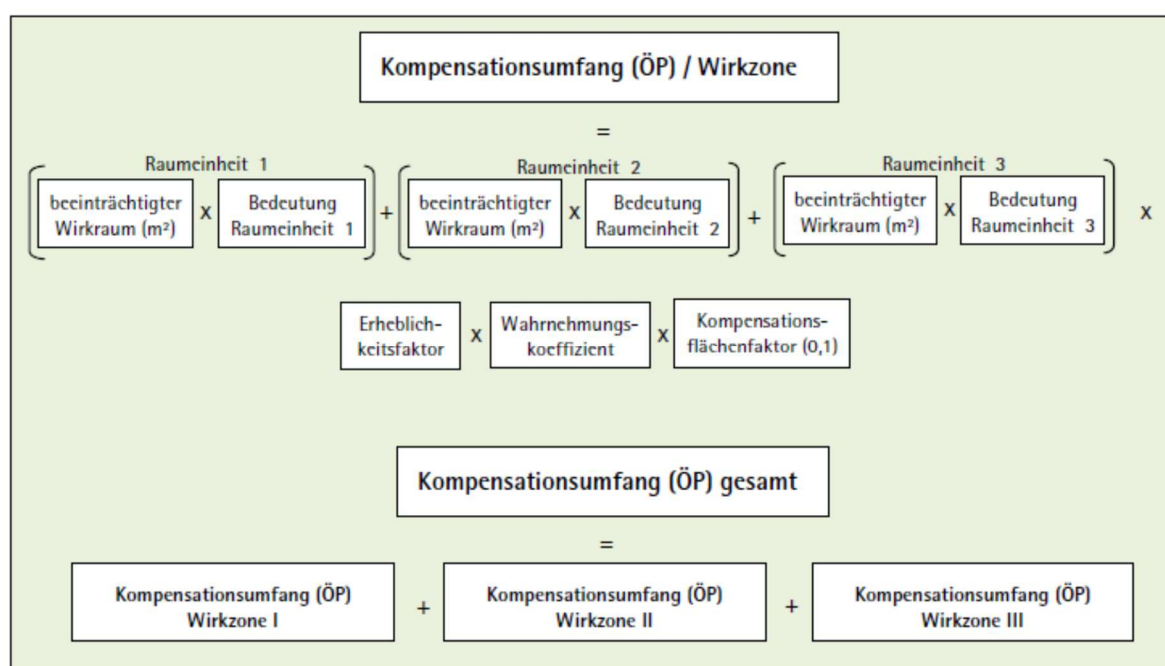 Kompensationsumfang (ÖP) / Wirkzone
=
Raumeinheit 1 Raumeinheit 2 Raumeinheit 3
beeinträchtigter x Bedeutung + beeinträchtigter x Bedeutung + beeinträchtigter x Bedeutung x
Wirkraum (m²) Raumeinheit 1 Wirkraum (m²) Raumeinheit 2 Wirkraum (m²) Raumeinheit 3
Erheblich- x Wahrnehmungs- x Kompensations-
keitsfaktor koeffizient flächenfaktor (0,1)
Kompensationsumfang (ÖP) gesamt
=
Kompensationsumfang (ÖP) + Kompensationsumfang (ÖP) + Kompensationsumfang (ÖP)
Wirkzone I Wirkzone II Wirkzone III